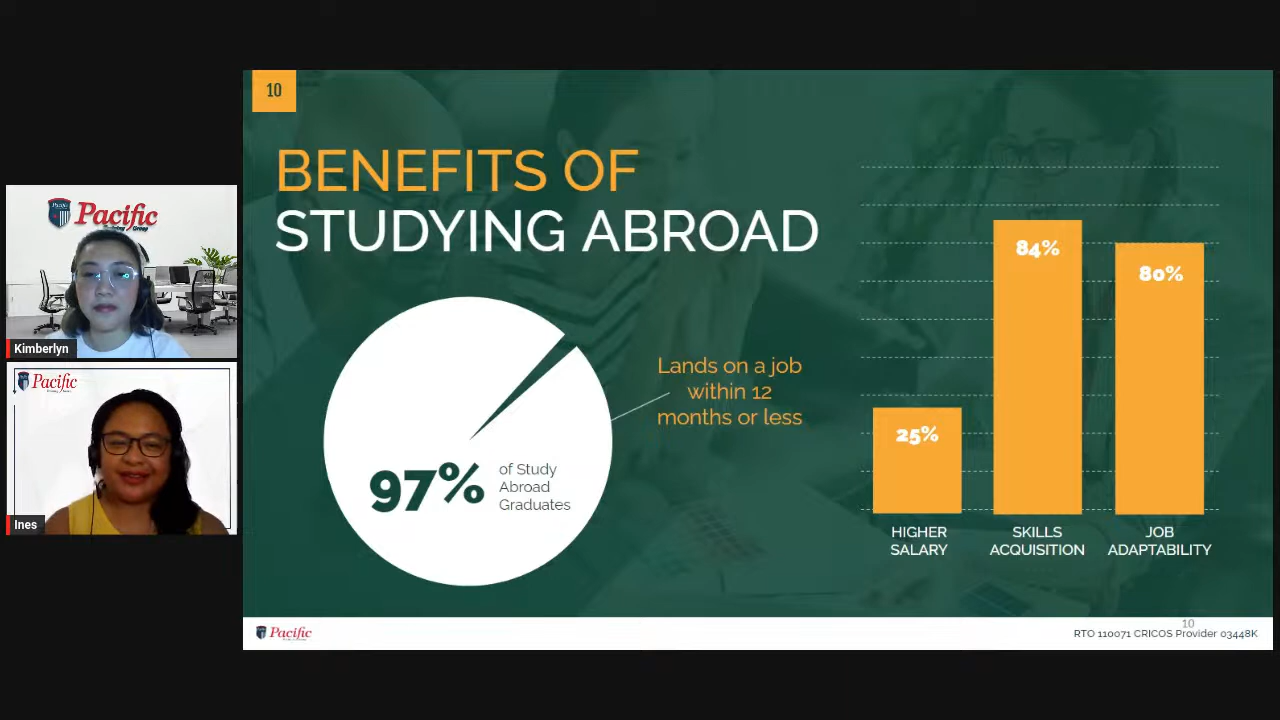 10
BENEFITS OF
STUDYING ABROAD
97%
of Study
Abroad
Graduates
Lands on a job
within 12
months or less
25%
84%
80%
HIGHER
SALARY
SKILLS
ACQUISITION
JOB
ADAPTABILITY
Pacific
Kimberlyn
Pacific
Ines
Pacific
10
RTO 110071 CRICOS Provider 03448K